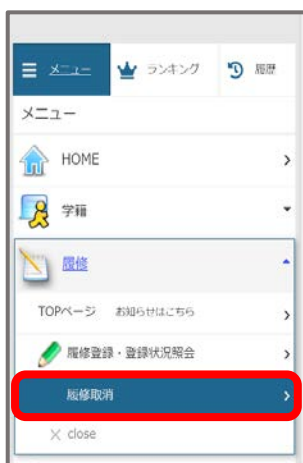 メニュー ランキング 履歴
メニュー
HOME
学籍
履修
TOPページ お知らせはこちら
履修登録・登録状況照会
履修取消
× close